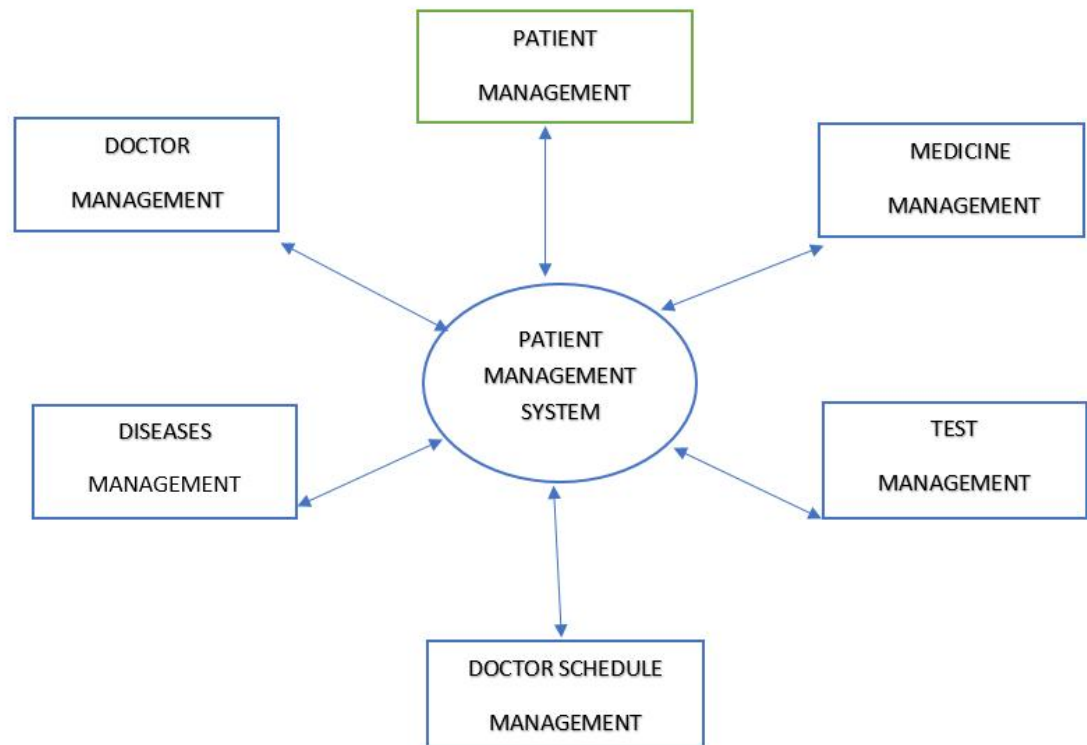 PATIENT
MANAGEMENT
DOCTOR
MANAGEMENT
MEDICINE
MANAGEMENT
PATIENT
MANAGEMENT
SYSTEM
DISEASES
MANAGEMENT
TEST
MANAGEMENT
DOCTOR SCHEDULE
MANAGEMENT